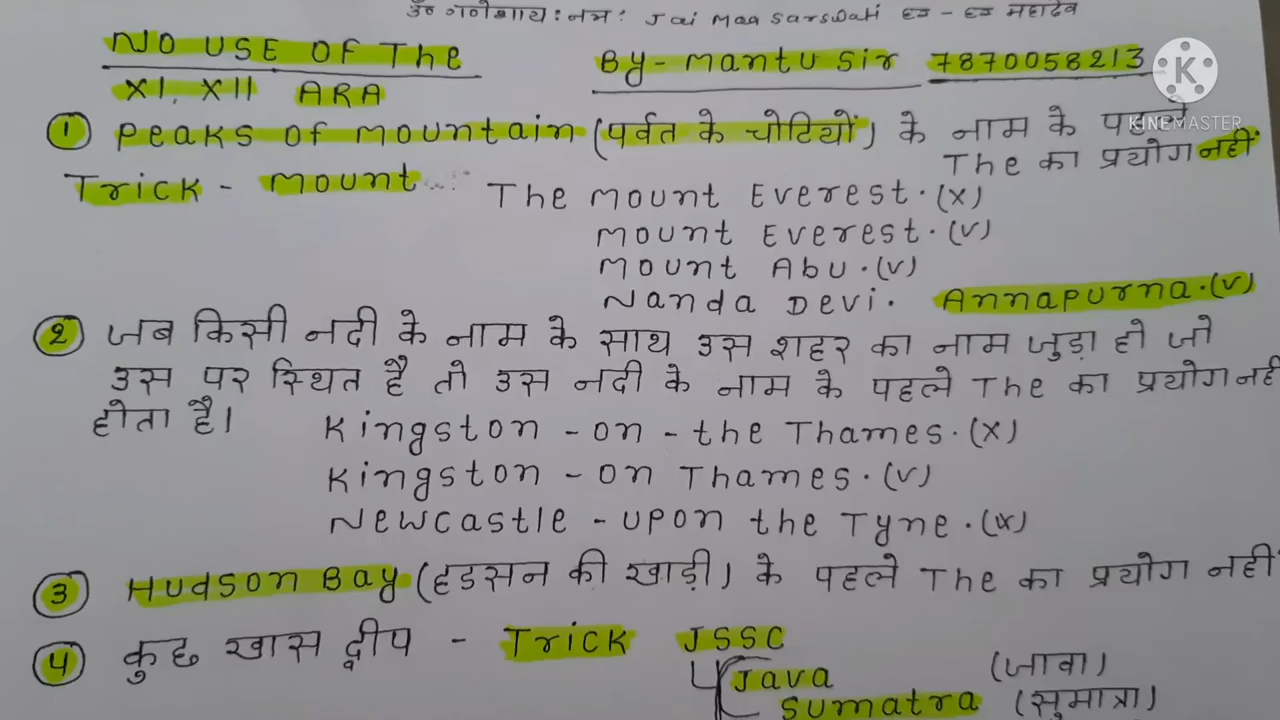 ॐ गणेशाय: नम: Jai Maa Sarswati हर - हर महादेव
NO USE OF The By- Mantu Sir 7870058213
XI, XII ARA
K
KINEMASTER
① Peaks of mountain (पर्वत के चोटियों) के नाम के पहले
The का प्रयोग नहीं
Trick - Mount....
The Mount Everest. (x)
Mount Everest. (v)
Mount Abu. (v)
Nanda Devi. Annapurna. (v)
② जब किसी नदी के नाम के साथ उस शहर का नाम जुड़ा हो जो
उस पर स्थित है तो उस नदी के नाम के पहले The का प्रयोग नही
होता है।
Kingston - on - the Thames. (x)
Kingston - on Thames. (v)
Newcastle - upon the Tyne. (x)
③ Hudson Bay (हडसन की खाड़ी) के पहले The का प्रयोग नहीं
④ कुछ खास द्वीप - Trick JSSC
Java (जावा)
Sumatra (सुमात्रा)